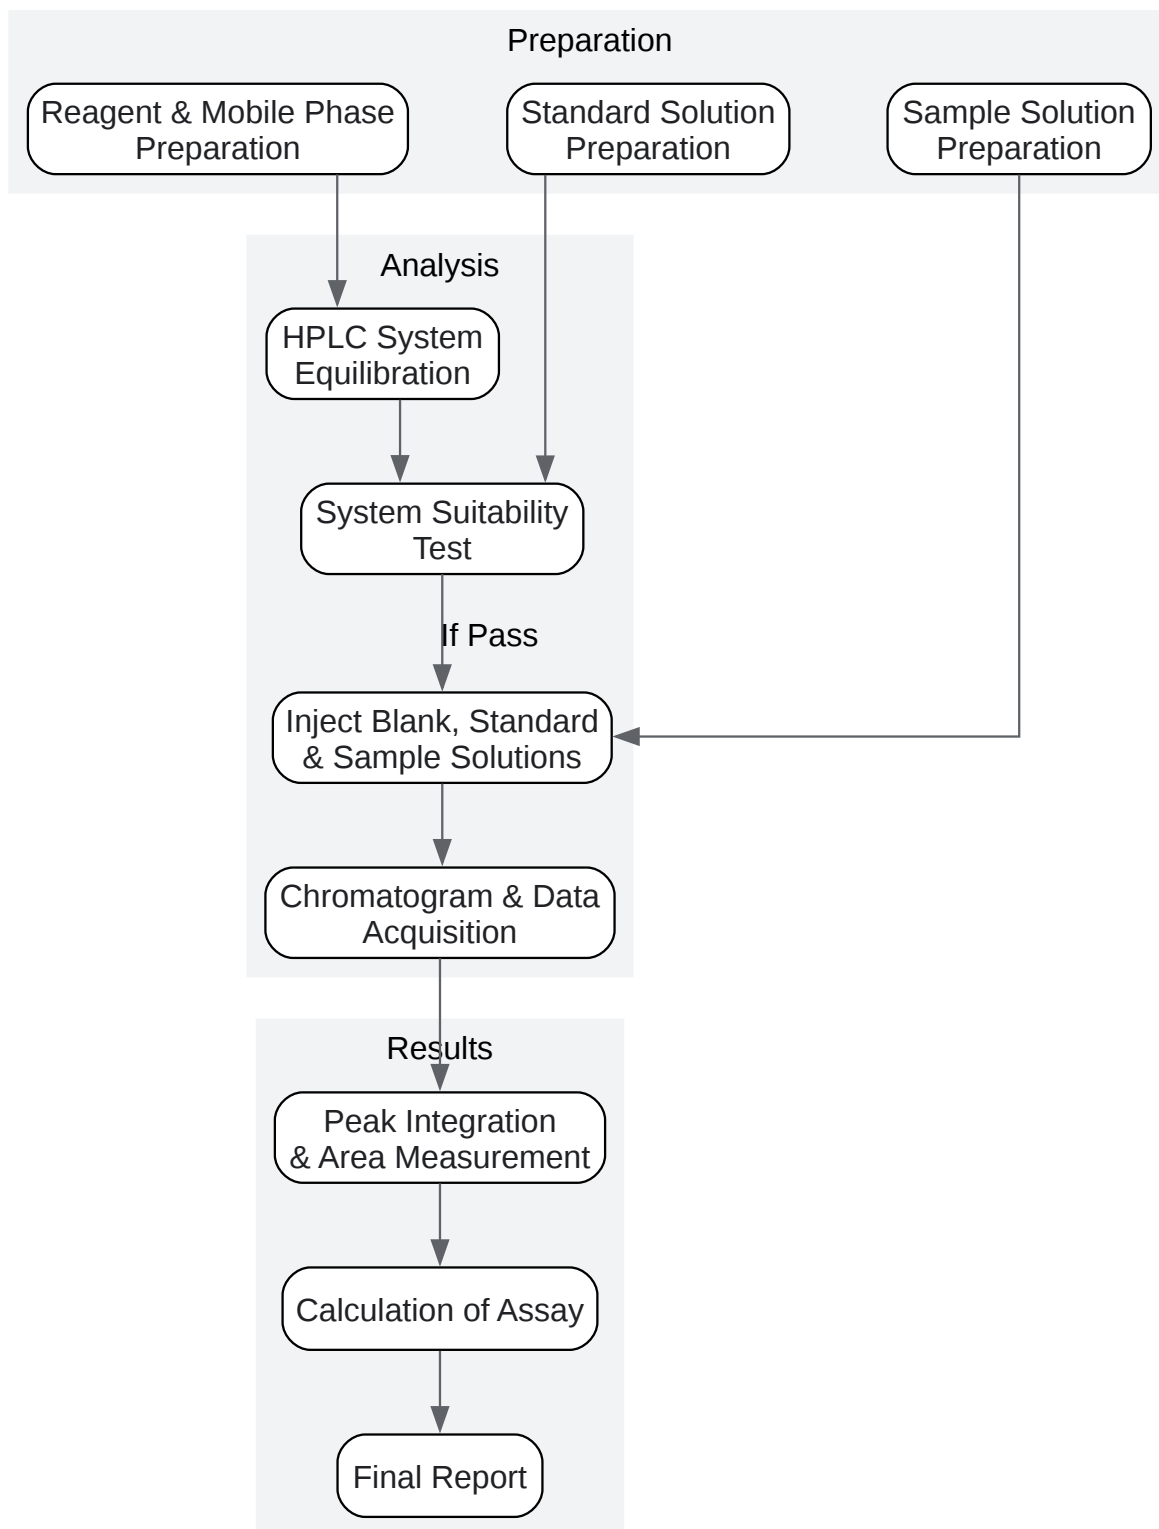 Preparation
Reagent & Mobile Phase
Preparation
Standard Solution
Preparation
Sample Solution
Preparation
Analysis
HPLC System
Equilibration
System Suitability
Test
If Pass
Inject Blank, Standard
& Sample Solutions
Chromatogram & Data
Acquisition
Results
Peak Integration
& Area Measurement
Calculation of Assay
Final Report